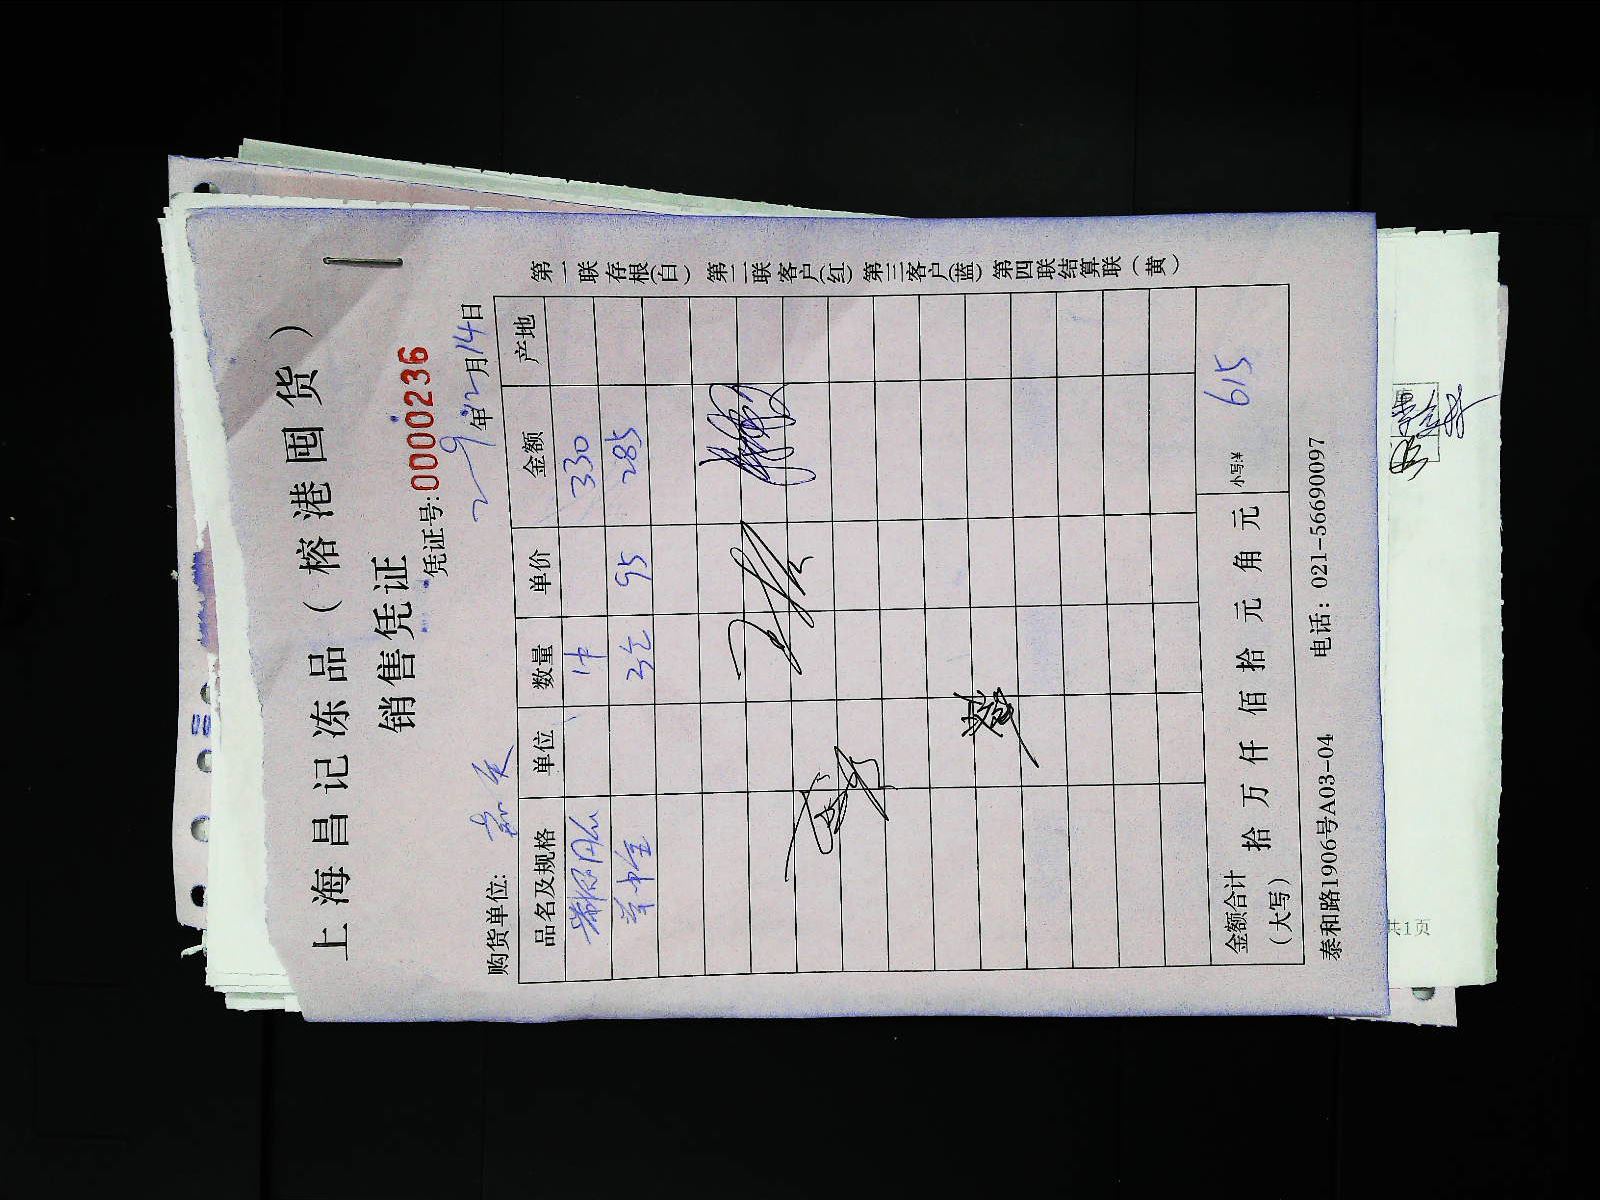 上海昌记冻品（榕港囤货）
销售凭证
凭证号:0000236
年12月14日
购货单位:
品名及规格 单位 数量 单价 金额 产地
1件 330
3包 95 285
金额合计（大写） 拾 万 仟 佰 拾 元 角 元 小写:¥ 615
泰和路1906号A03-04 电话：021-56690097
第一联存根(白) 第二联客户(红) 第三客户(蓝) 第四联结算联（黄）
共1页